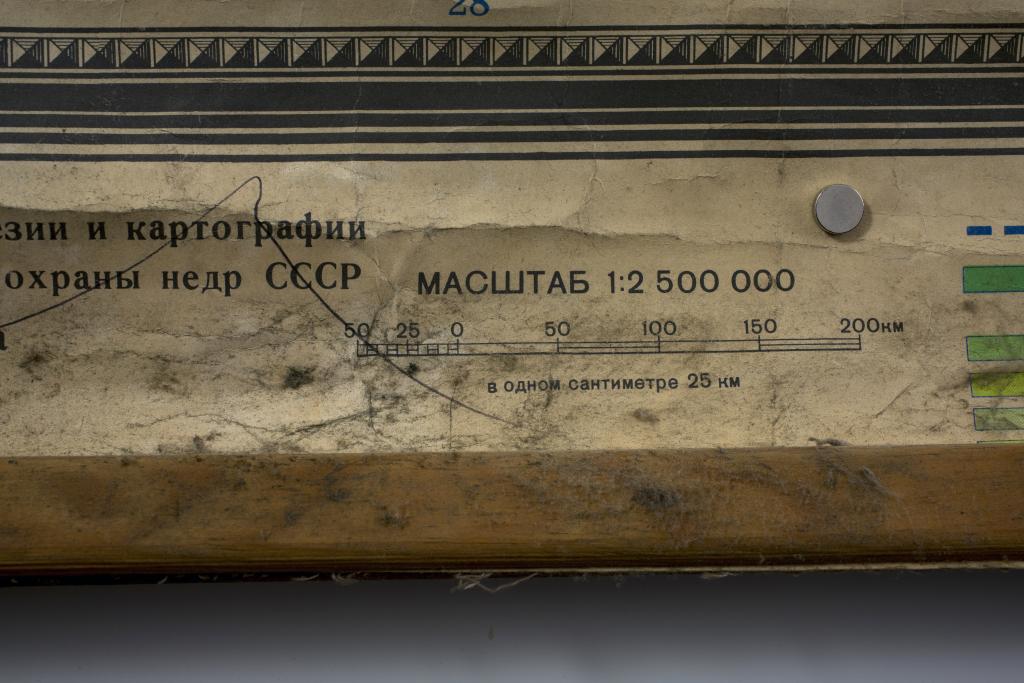 28
езии и картографии
охраны недр СССР
а
МАСШТАБ 1:2 500 000
50 25 0 50 100 150 200км
в одном сантиметре 25 км